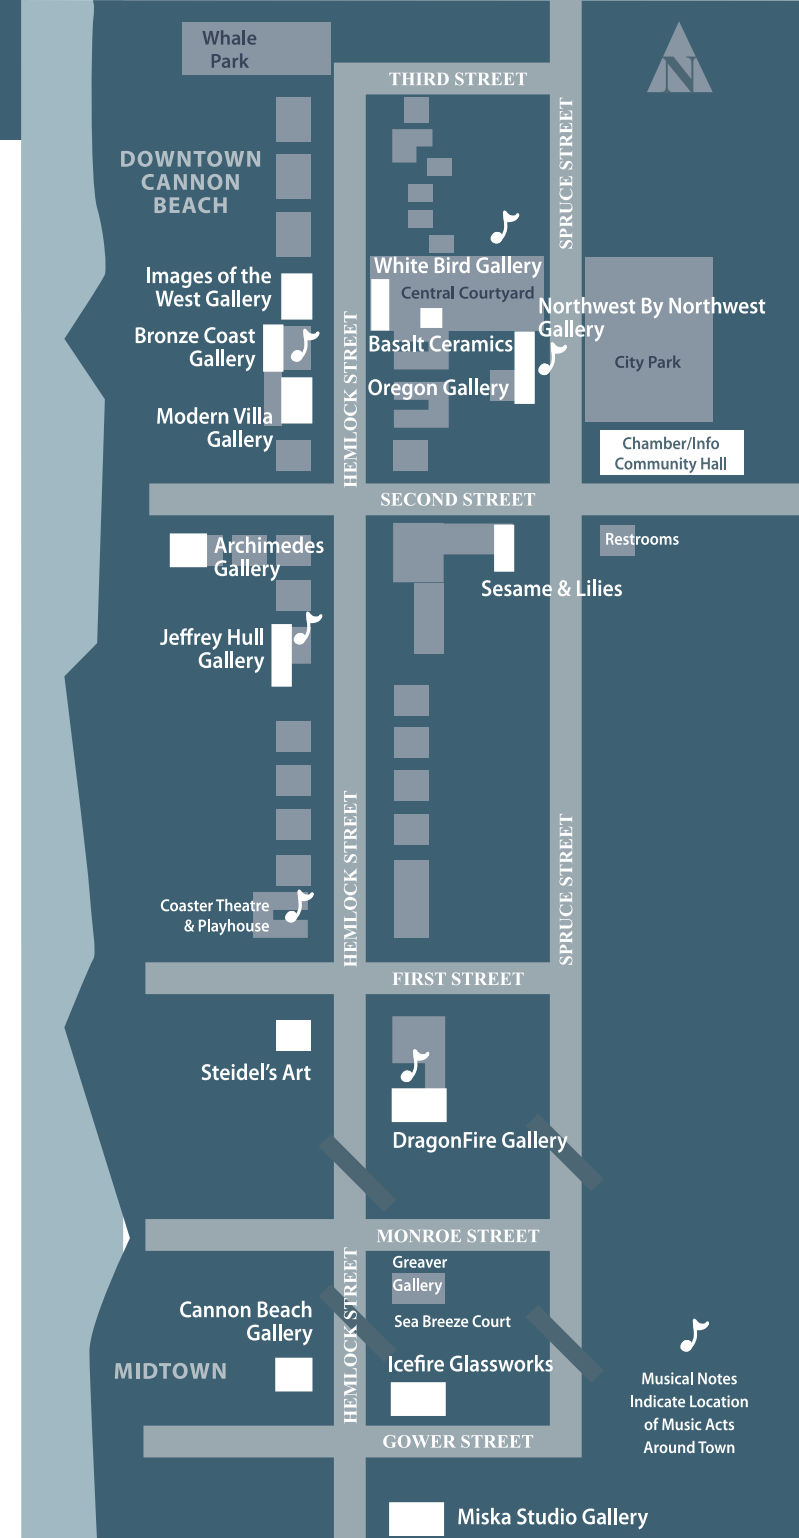 Whale
Park
N
THIRD STREET
SPRUCE STREET
DOWNTOWN
CANNON
BEACH
White Bird Gallery
Images of the
West Gallery
Central Courtyard
Northwest By Northwest
Gallery
Bronze Coast
Gallery
HEMLOCK STREET
Basalt Ceramics
City Park
Oregon Gallery
Modern Villa
Gallery
Chamber/Info
Community Hall
SECOND STREET
Archimedes
Gallery
Restrooms
Sesame & Lilies
Jeffrey Hull
Gallery
HEMLOCK STREET
SPRUCE STREET
Coaster Theatre
& Playhouse
FIRST STREET
Steidel's Art
DragonFire Gallery
MONROE STREET
Greaver
Gallery
HEMLOCK STREET
Cannon Beach
Gallery
Sea Breeze Court
MIDTOWN
Icefire Glassworks
Musical Notes
Indicate Location
of Music Acts
Around Town
GOWER STREET
Miska Studio Gallery